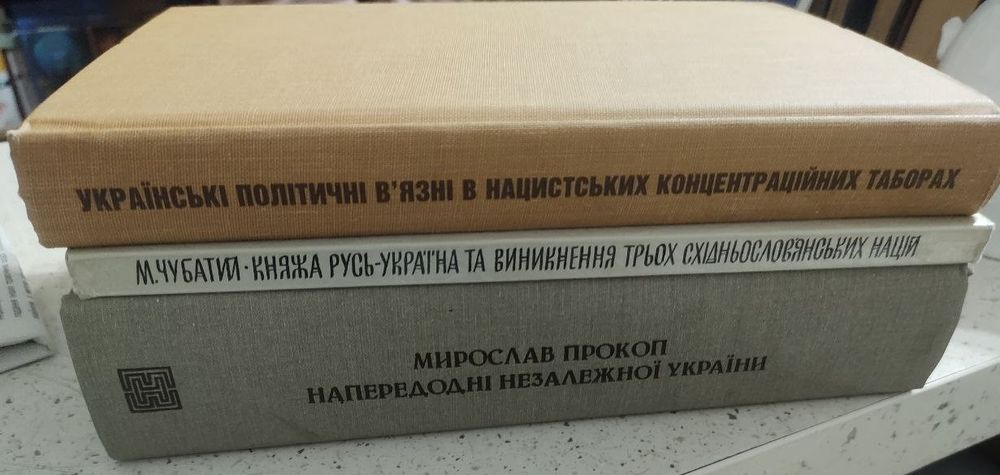 УКРАЇНСЬКІ ПОЛІТИЧНІ В'ЯЗНІ В НАЦИСТСЬКИХ КОНЦЕНТРАЦІЙНИХ ТАБОРАХ
М. ЧУБАТИЙ · КНЯЖА РУСЬ-УКРАЇНА ТА ВИНИКНЕННЯ ТРЬОХ СХІДНЬОСЛОВЯНСЬКИХ НАЦІЙ
МИРОСЛАВ ПРОКОП
НАПЕРЕДОДНІ НЕЗАЛЕЖНОЇ УКРАЇНИ